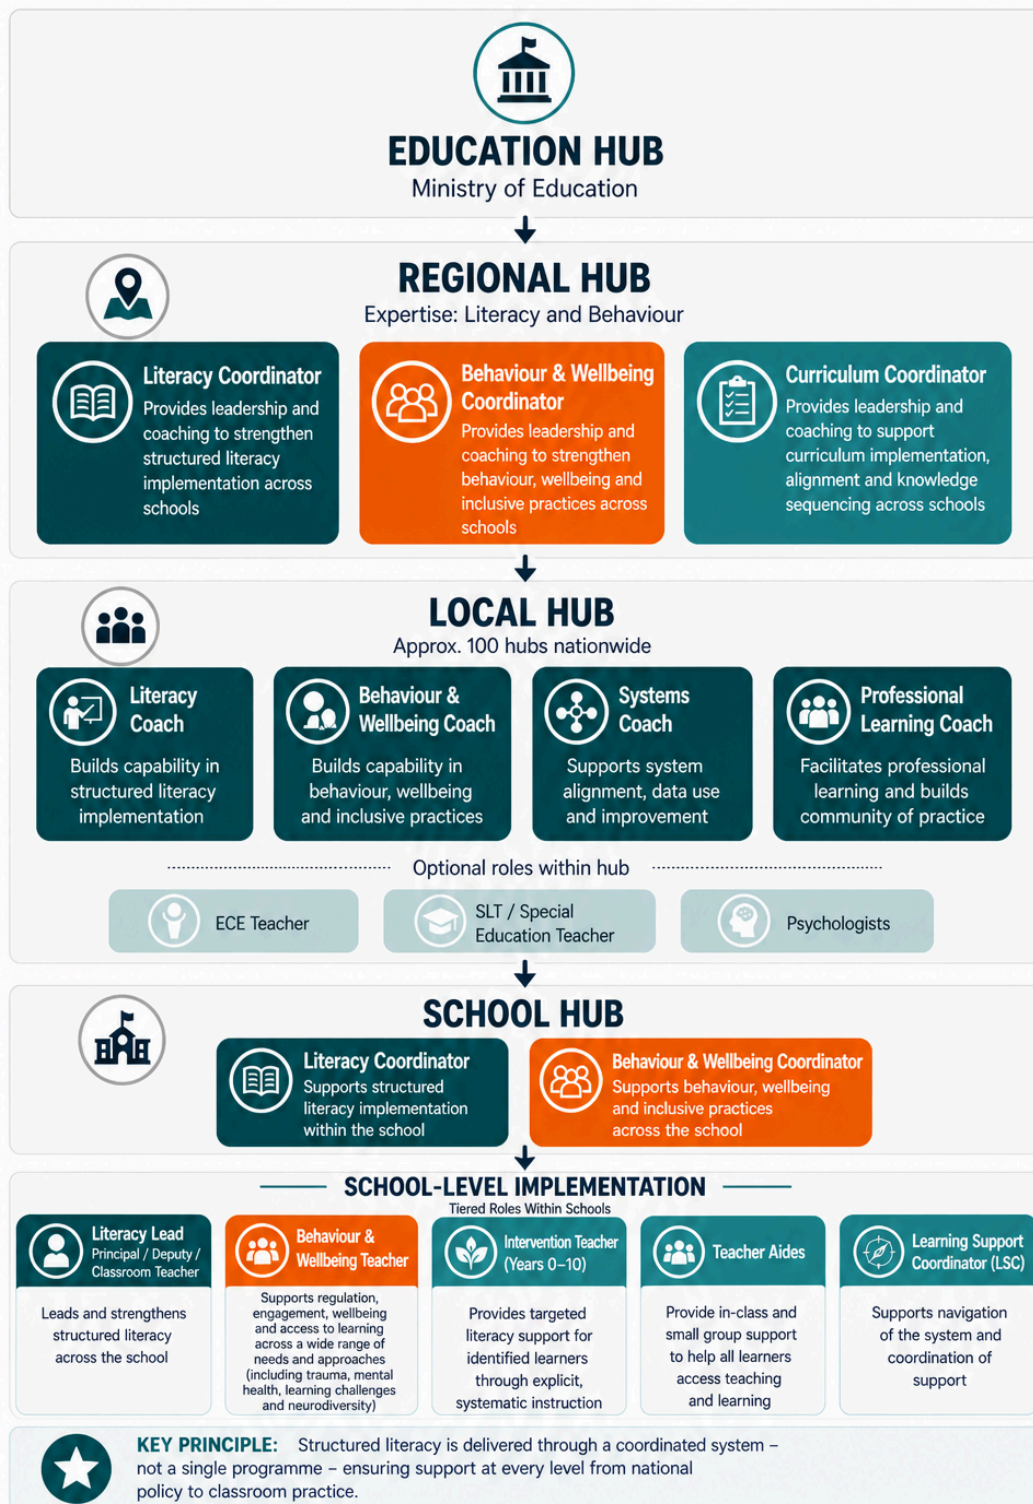 EDUCATION HUB
Ministry of Education
REGIONAL HUB
Expertise: Literacy and Behaviour
Literacy Coordinator
Provides leadership and
coaching to strengthen
structured literacy
implementation across
schools
Behaviour & Wellbeing
Coordinator
Provides leadership and
coaching to strengthen
behaviour, wellbeing and
inclusive practices across
schools
Curriculum Coordinator
Provides leadership and
coaching to support
curriculum implementation,
alignment and knowledge
sequencing across schools
LOCAL HUB
Approx. 100 hubs nationwide
Literacy
Coach
Builds capability in
structured literacy
implementation
Behaviour &
Wellbeing Coach
Builds capability in
behaviour, wellbeing
and inclusive practices
Systems
Coach
Supports system
alignment, data use
and improvement
Professional
Learning Coach
Facilitates professional
learning and builds
community of practice
Optional roles within hub
ECE Teacher
SLT / Special
Education Teacher
Psychologists
SCHOOL HUB
Literacy Coordinator
Supports structured
literacy implementation
within the school
Behaviour & Wellbeing Coordinator
Supports behaviour, wellbeing
and inclusive practices
across the school
SCHOOL-LEVEL IMPLEMENTATION
Tiered Roles Within Schools
Literacy Lead
Principal / Deputy /
Classroom Teacher
Leads and strengthens
structured literacy
across the school
Behaviour &
Wellbeing Teacher
Supports regulation,
engagement, wellbeing
and access to learning
across a wide range of
needs and approaches
(including trauma, mental
health, learning challenges
and neurodiversity)
Intervention Teacher
(Years 0–10)
Provides targeted
literacy support for
identified learners
through explicit,
systematic instruction
Teacher Aides
Provide in-class and
small group support
to help all learners
access teaching
and learning
Learning Support
Coordinator (LSC)
Supports navigation
of the system and
coordination of
support
KEY PRINCIPLE: Structured literacy is delivered through a coordinated system –
not a single programme – ensuring support at every level from national
policy to classroom practice.